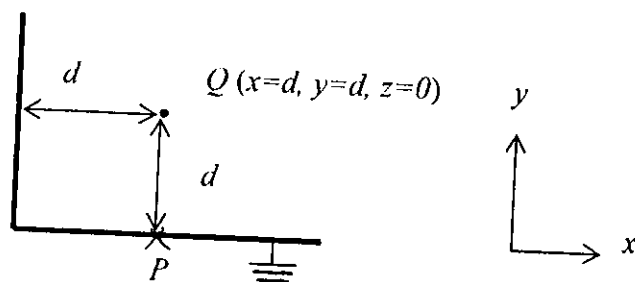 d
Q (x=d, y=d, z=0)
y
d
x
P